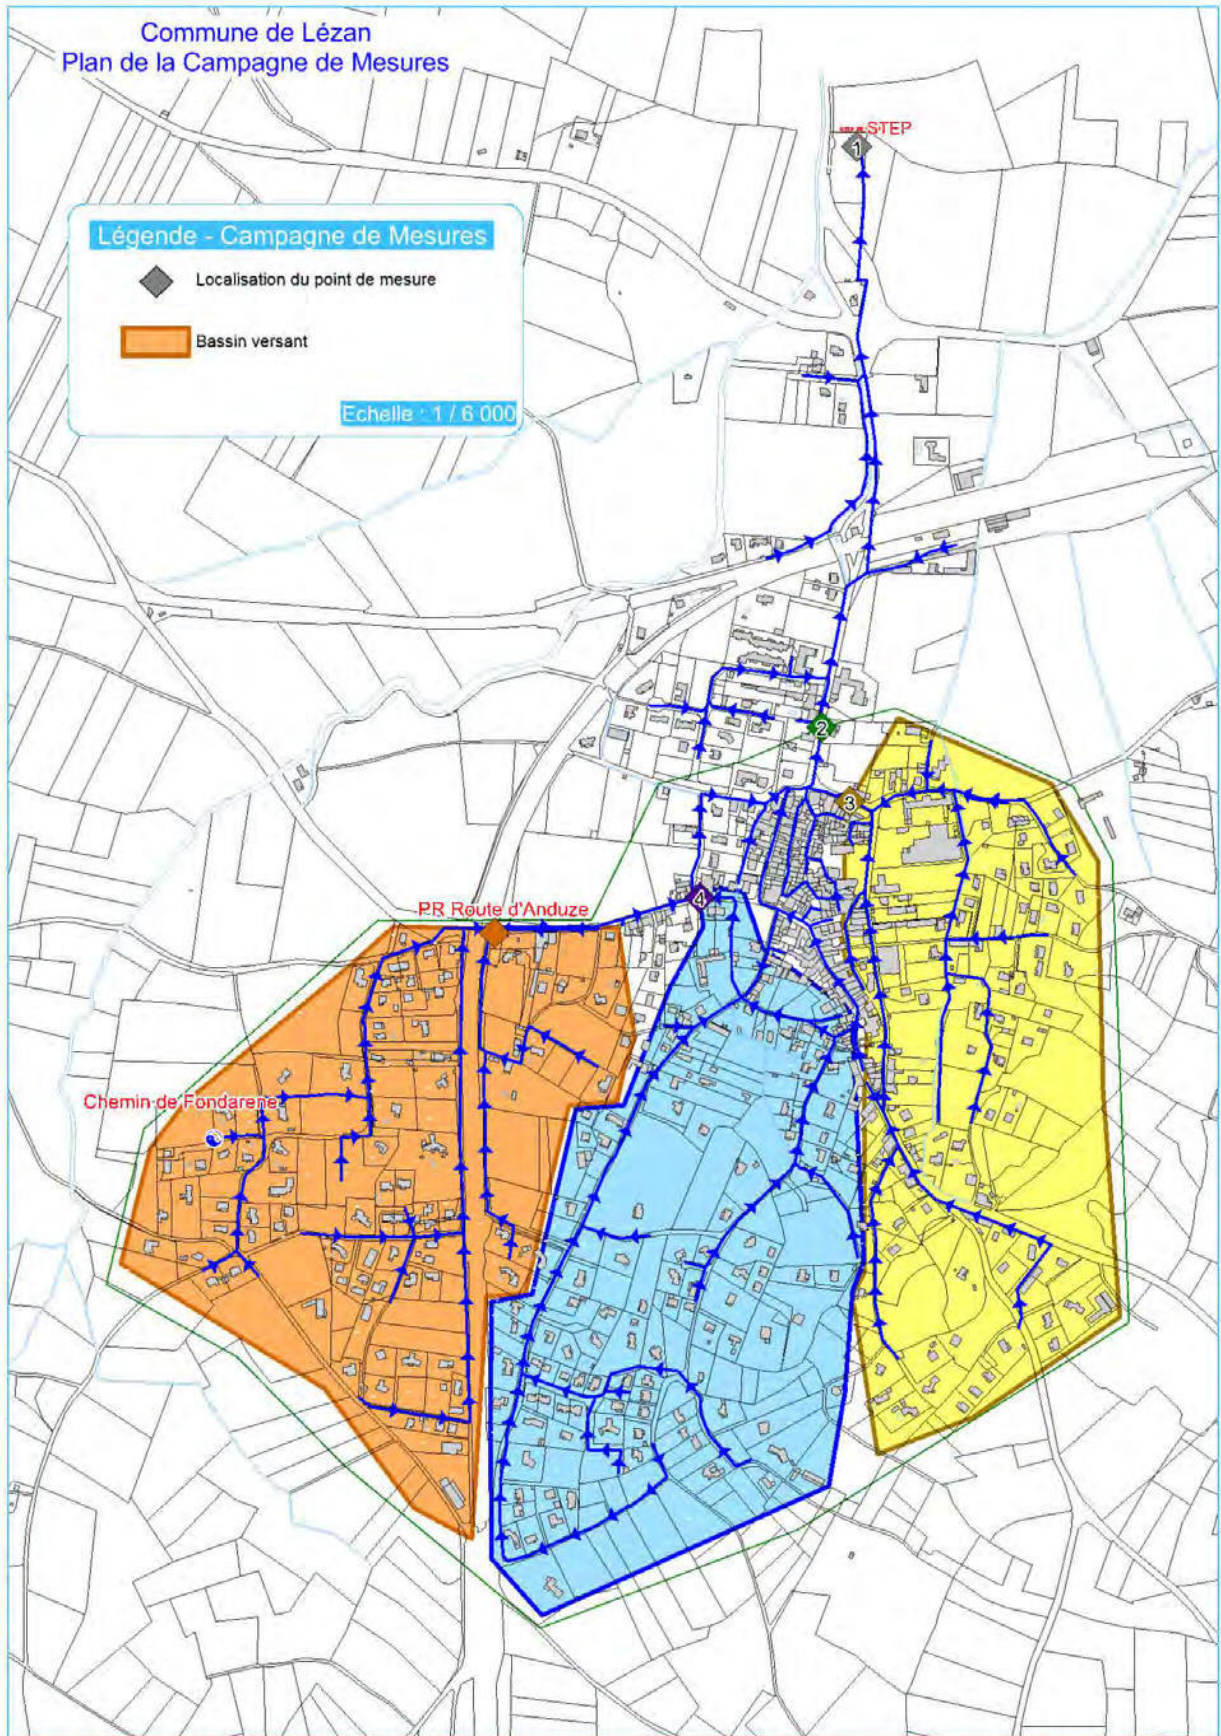 Commune de Lézan
Plan de la Campagne de Mesures
STEP
1
Légende - Campagne de Mesures
Localisation du point de mesure
Bassin versant
Echelle : 1 / 6 000
2
3
4
PR Route d'Anduze
Chemin de Fondarene